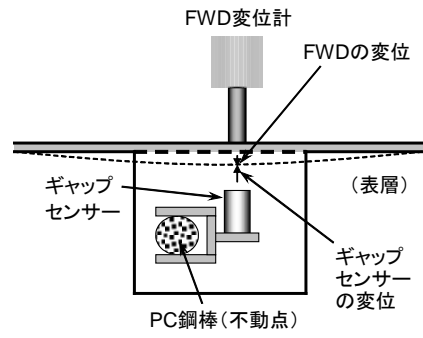 FWD変位計
FWDの変位
ギャップ
センサー
(表層)
ギャップ
センサー
の変位
PC鋼棒(不動点)